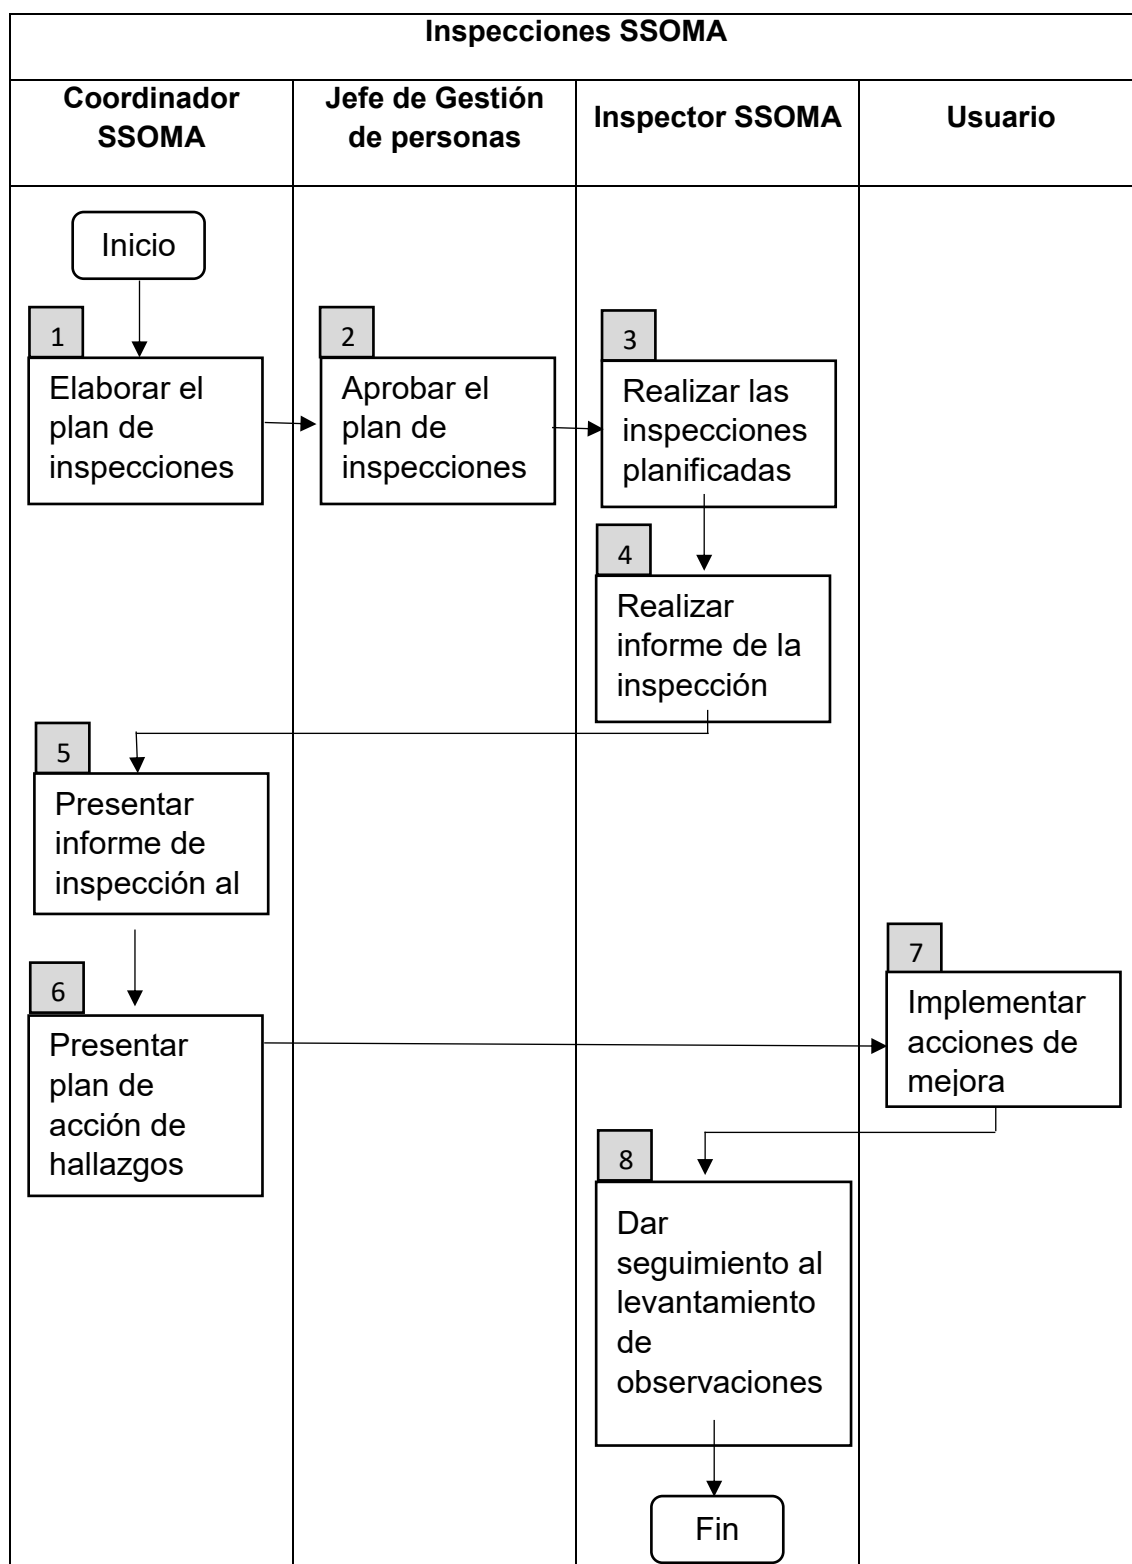 Inspecciones SSOMA
Coordinador
SSOMA
Jefe de Gestión
de personas
Inspector SSOMA
Usuario
Inicio
1
Elaborar el
plan de
inspecciones
2
Aprobar el
plan de
inspecciones
3
Realizar las
inspecciones
planificadas
4
Realizar
informe de la
inspección
5
Presentar
informe de
inspección al
6
Presentar
plan de
acción de
hallazgos
7
Implementar
acciones de
mejora
8
Dar
seguimiento al
levantamiento
de
observaciones
Fin